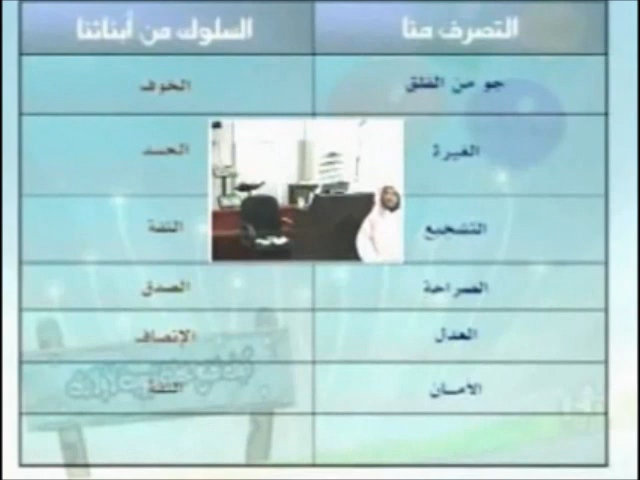 التصرف منا السلوك من أبنائنا
جو من القلق الخوف
الغيرة الحسد
التشجيع الثقة
الصراحة الصدق
العدل الإنصاف
الأمان الثقة